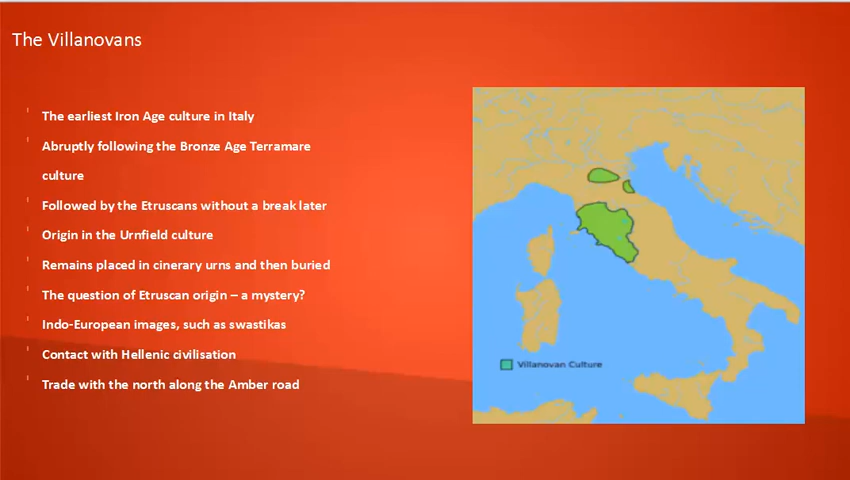 The Villanovans
The earliest Iron Age culture in Italy
Abruptly following the Bronze Age Terramare
culture
Followed by the Etruscans without a break later
Origin in the Urnfield culture
Remains placed in cinerary urns and then buried
The question of Etruscan origin – a mystery?
Indo-European images, such as swastikas
Contact with Hellenic civilisation
Trade with the north along the Amber road
Villanovan Culture